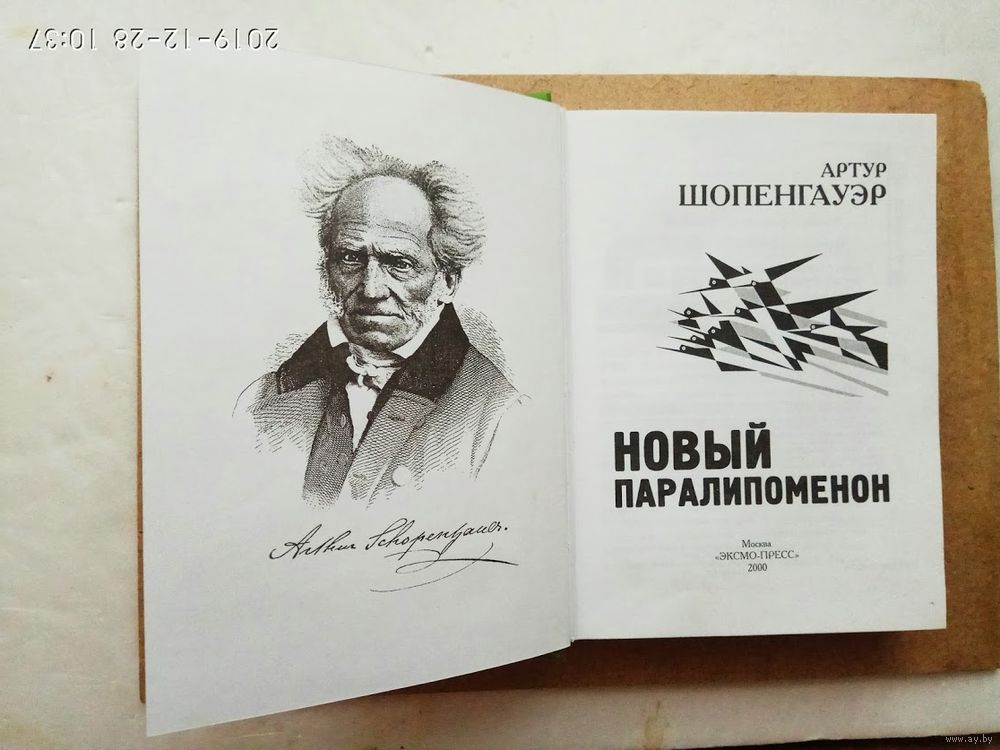 2019-12-28 10:37
Arthur Schopenhauer.
АРТУР
ШОПЕНГАУЭР
НОВЫЙ
ПАРАЛИПОМЕНОН
Москва
«ЭКСМО-ПРЕСС»
2000
www.ay.by